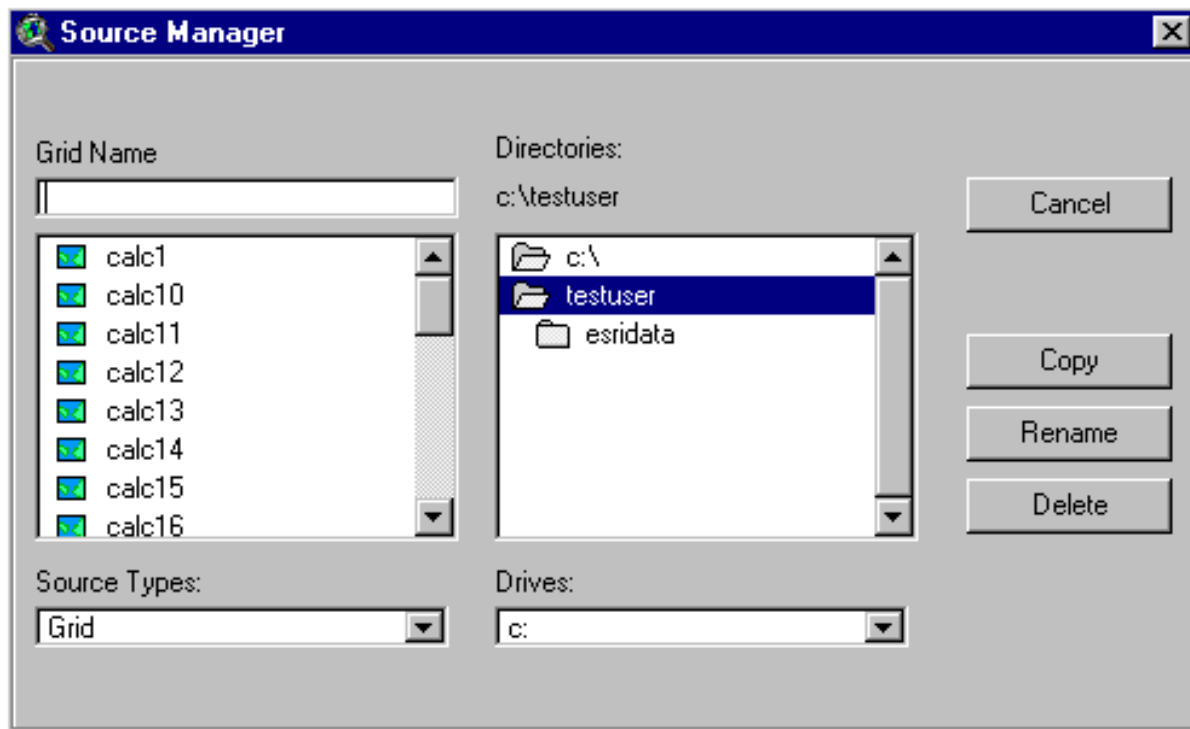 Source Manager
Grid Name
calc1
calc10
calc11
calc12
calc13
calc14
calc15
calc16
Source Types:
Grid
Directories:
c:\testuser
c:\
testuser
esridata
Drives:
c:
Cancel
Copy
Rename
Delete